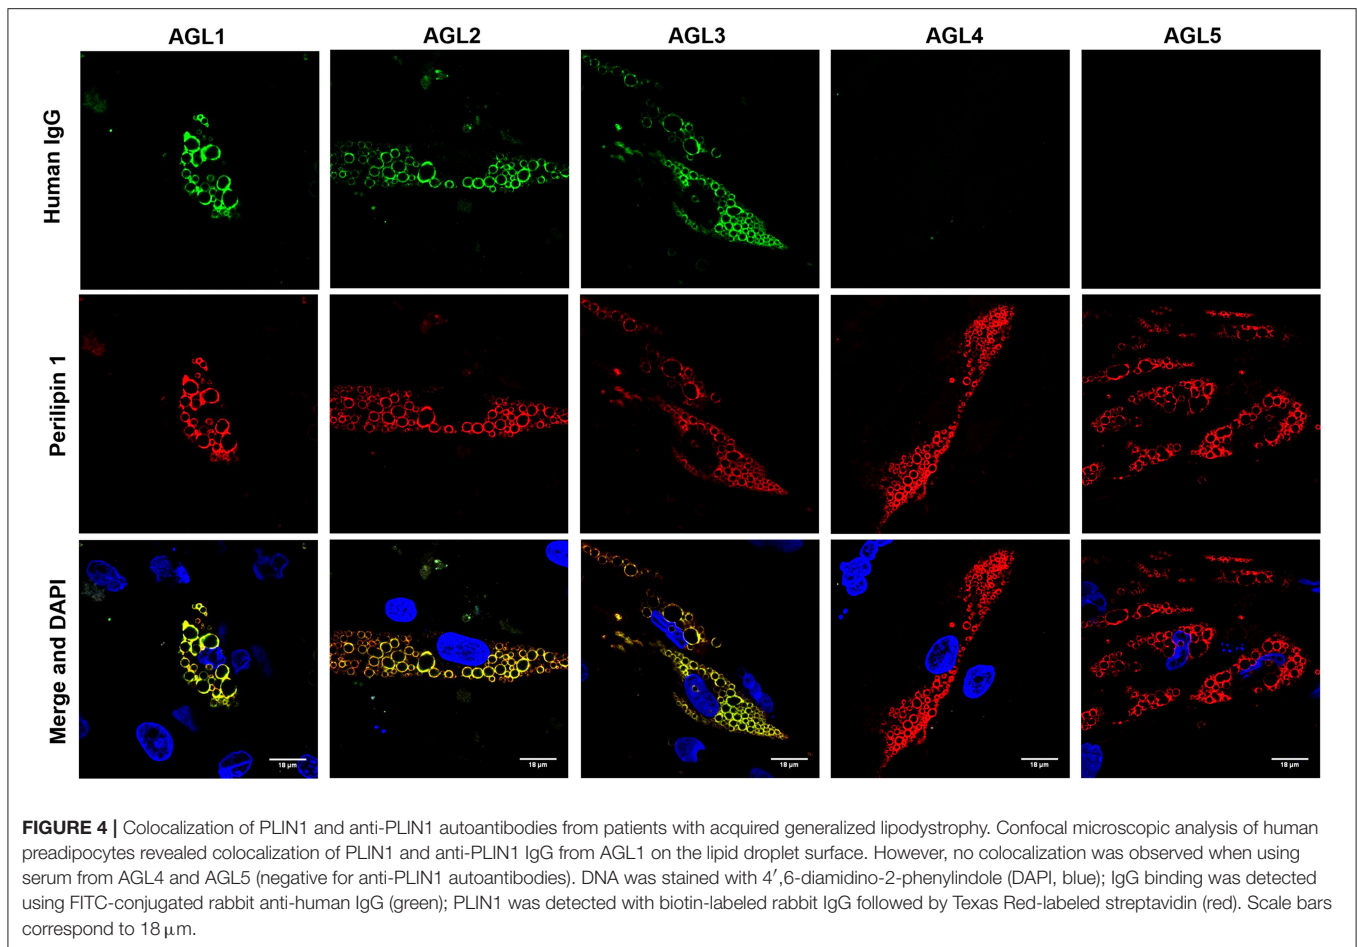 AGL1 AGL2 AGL3 AGL4 AGL5
Human IgG
Perilipin 1
Merge and DAPI
18 µm 18 µm 18 µm 18 µm 18 µm
FIGURE 4 | Colocalization of PLIN1 and anti-PLIN1 autoantibodies from patients with acquired generalized lipodystrophy. Confocal microscopic analysis of human
preadipocytes revealed colocalization of PLIN1 and anti-PLIN1 IgG from AGL1 on the lipid droplet surface. However, no colocalization was observed when using
serum from AGL4 and AGL5 (negative for anti-PLIN1 autoantibodies). DNA was stained with 4′,6-diamidino-2-phenylindole (DAPI, blue); IgG binding was detected
using FITC-conjugated rabbit anti-human IgG (green); PLIN1 was detected with biotin-labeled rabbit IgG followed by Texas Red-labeled streptavidin (red). Scale bars
correspond to 18 µm.